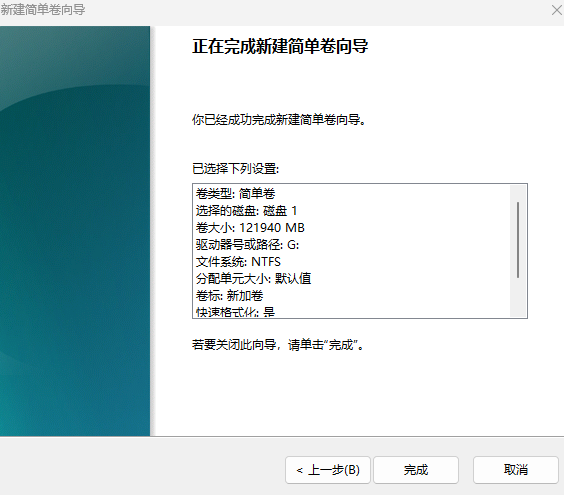 新建简单卷向导
正在完成新建简单卷向导
你已经成功完成新建简单卷向导。
已选择下列设置:
卷类型: 简单卷
选择的磁盘: 磁盘 1
卷大小: 121940 MB
驱动器号或路径: G:
文件系统: NTFS
分配单元大小: 默认值
卷标: 新加卷
快速格式化: 是
若要关闭此向导，请单击“完成”。
< 上一步(B)
完成
取消